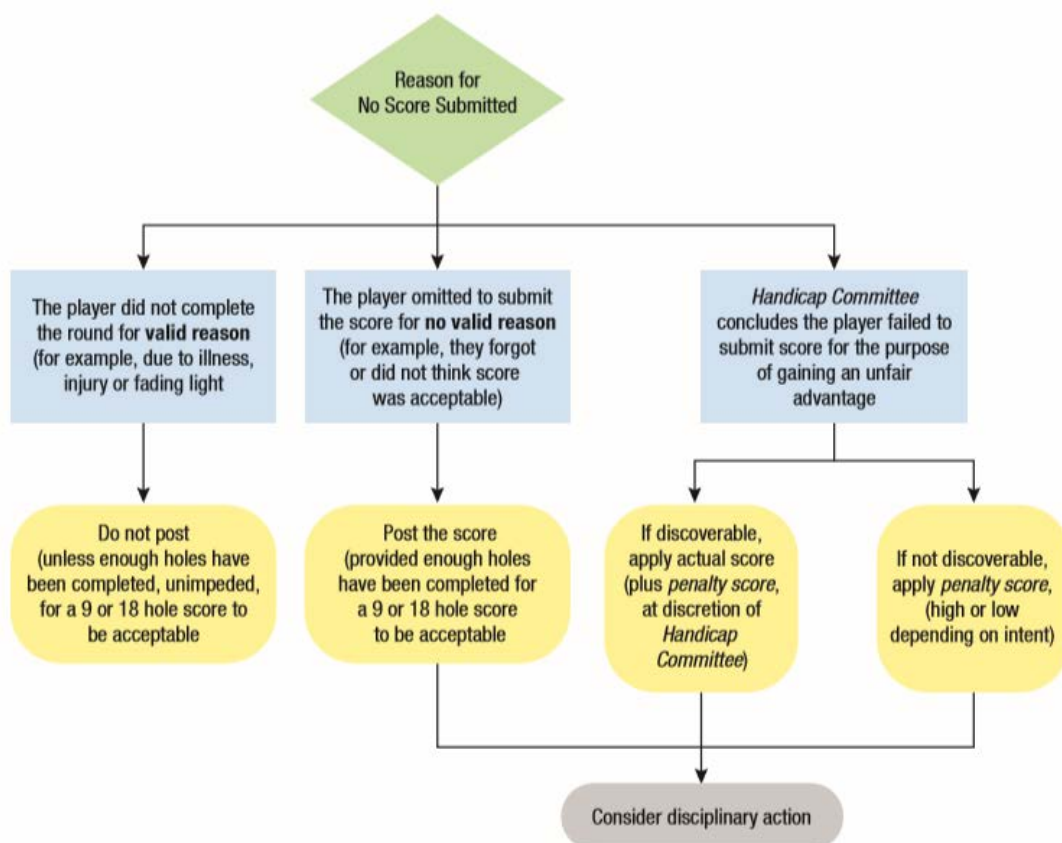 Reason for
No Score Submitted
The player did not complete
the round for valid reason
(for example, due to illness,
injury or fading light
The player omitted to submit
the score for no valid reason
(for example, they forgot
or did not think score
was acceptable)
Handicap Committee
concludes the player failed to
submit score for the purpose
of gaining an unfair
advantage
Do not post
(unless enough holes have
been completed, unimpeded,
for a 9 or 18 hole score to
be acceptable
Post the score
(provided enough holes
have been completed for
a 9 or 18 hole score
to be acceptable
If discoverable,
apply actual score
(plus penalty score,
at discretion of
Handicap
Committee)
If not discoverable,
apply penalty score,
(high or low
depending on intent)
Consider disciplinary action